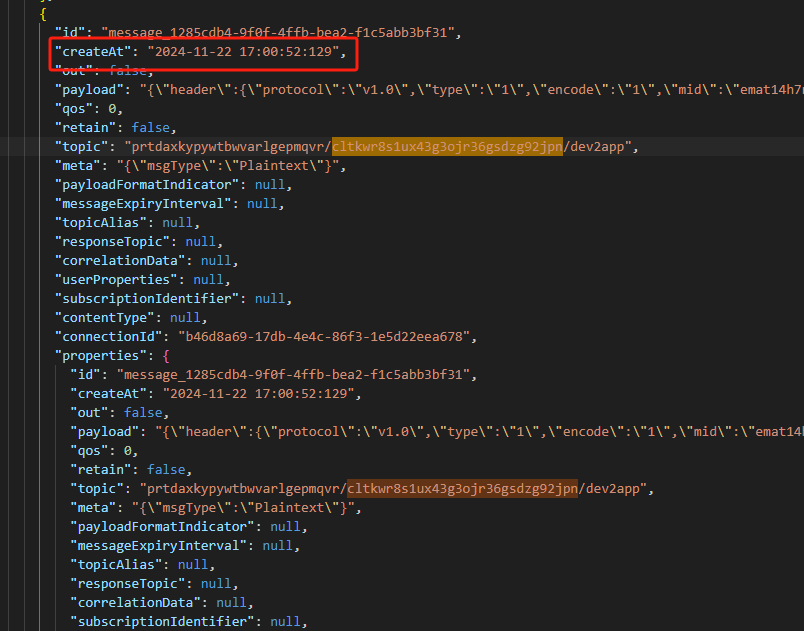 {
"id": "message_1285cdb4-9f0f-4ffb-bea2-f1c5abb3bf31",
"createAt": "2024-11-22 17:00:52:129",
"out": false,
"payload": "{\"header\":{\"protocol\":\"v1.0\",\"type\":\"1\",\"encode\":\"1\",\"mid\":\"emat14h7
"qos": 0,
"retain": false,
"topic": "prtdaxkypywtbwvarlgepmqvr/cltkwr8s1ux43g3ojr36gsdzg92jpn/dev2app",
"meta": "{\"msgType\":\"Plaintext\"}",
"payloadFormatIndicator": null,
"messageExpiryInterval": null,
"topicAlias": null,
"responseTopic": null,
"correlationData": null,
"userProperties": null,
"subscriptionIdentifier": null,
"contentType": null,
"connectionId": "b46d8a69-17db-4e4c-86f3-1e5d22eea678",
"properties": {
"id": "message_1285cdb4-9f0f-4ffb-bea2-f1c5abb3bf31",
"createAt": "2024-11-22 17:00:52:129",
"out": false,
"payload": "{\"header\":{\"protocol\":\"v1.0\",\"type\":\"1\",\"encode\":\"1\",\"mid\":\"emat14h
"qos": 0,
"retain": false,
"topic": "prtdaxkypywtbwvarlgepmqvr/cltkwr8s1ux43g3ojr36gsdzg92jpn/dev2app",
"meta": "{\"msgType\":\"Plaintext\"}",
"payloadFormatIndicator": null,
"messageExpiryInterval": null,
"topicAlias": null,
"responseTopic": null,
"correlationData": null,
"subscriptionIdentifier": null,